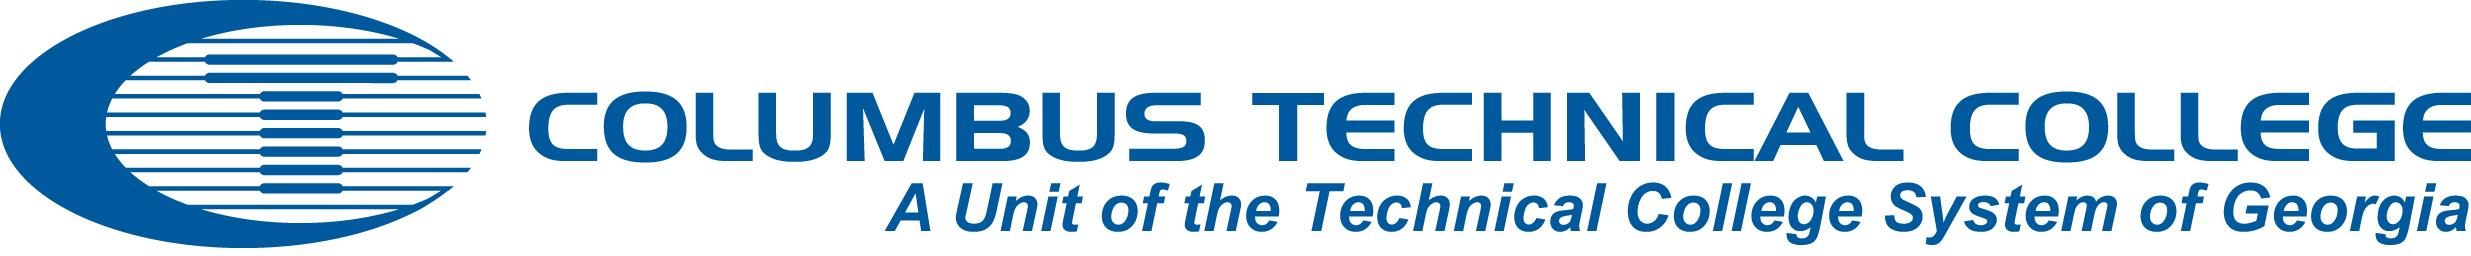 COLUMBUS TECHNICAL COLLEGE
A Unit of the Technical College System of Georgia